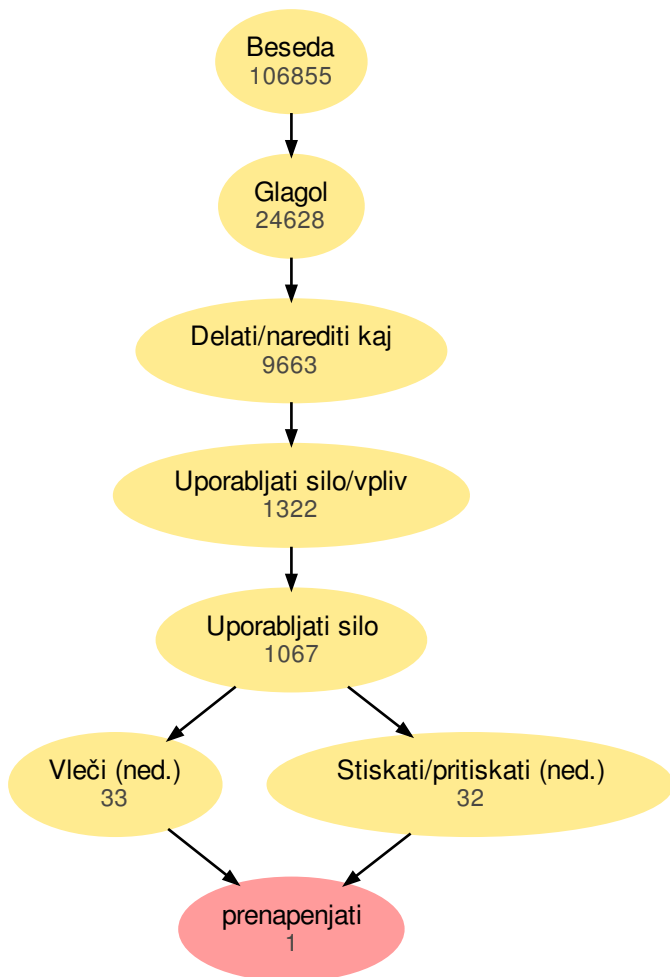 Beseda
106855
Glagol
24628
Delati/narediti kaj
9663
Uporabljati silo/vpliv
1322
Uporabljati silo
1067
Vleči (ned.)
33
Stiskati/pritiskati (ned.)
32
prenapenjati
1